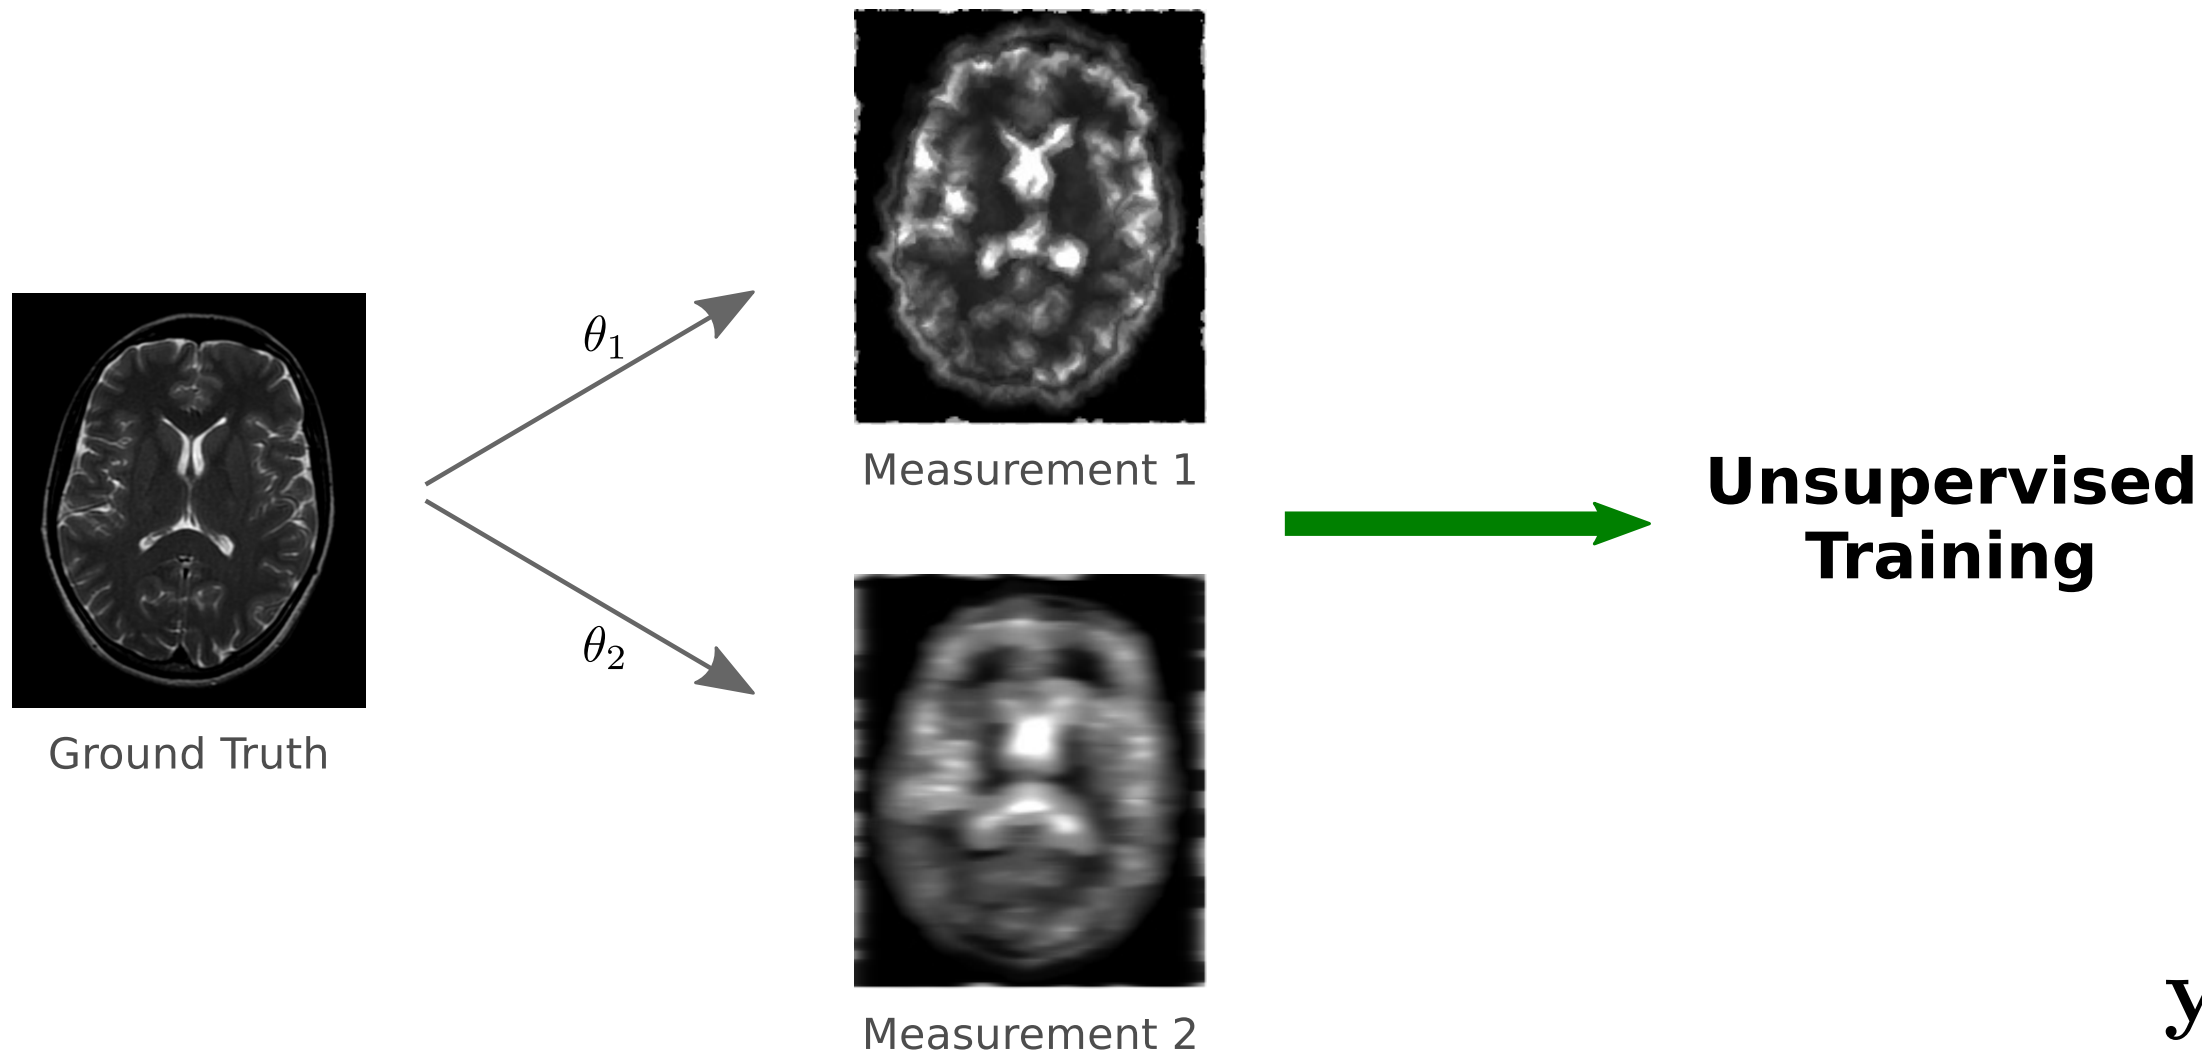 θ₁
Measurement 1
Unsupervised
Training
θ₂
Ground Truth
y
Measurement 2